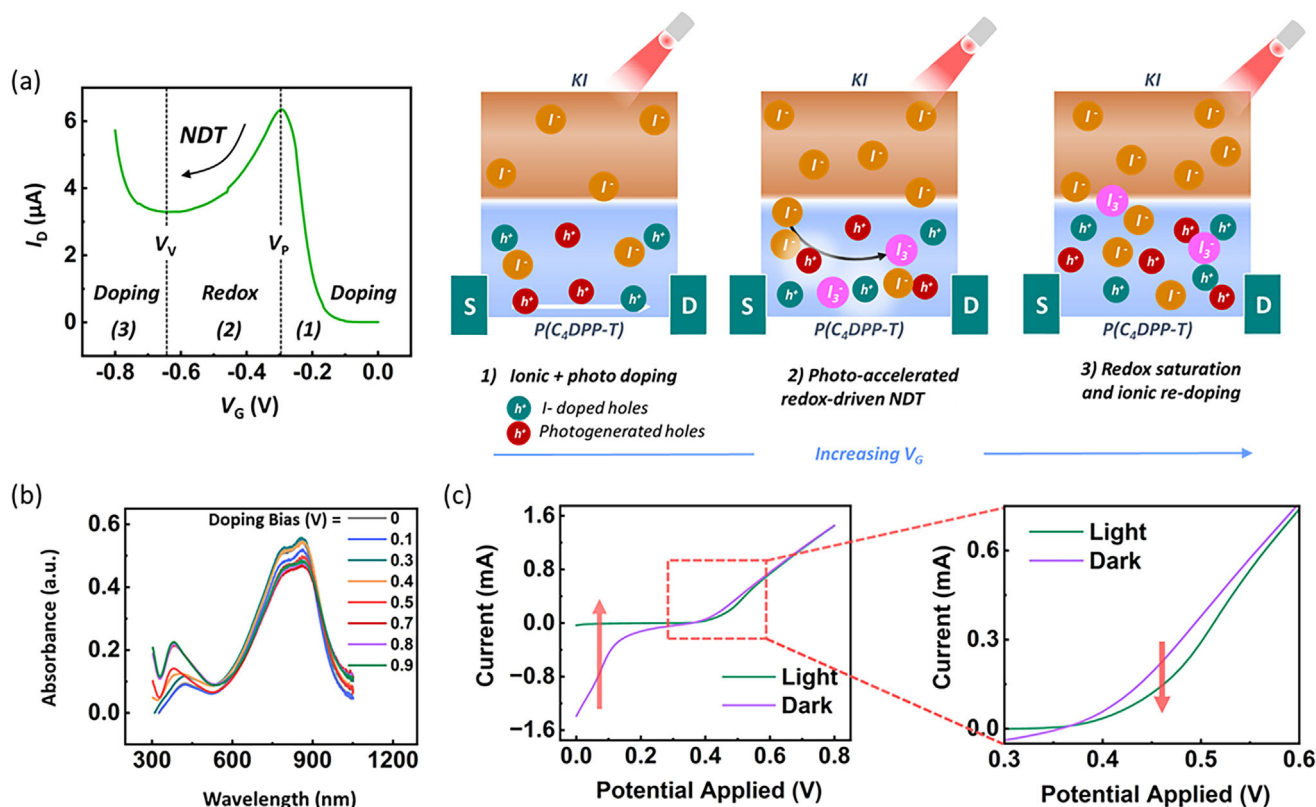 (a)
I_D (μA)
6
4
2
0
NDT
V_V
V_P
Doping
Redox
Doping
(3)
(2)
(1)
-0.8
-0.6
-0.4
-0.2
0.0
V_G (V)
KI
I-
I-
I-
I-
h+
h+
h+
I-
I-
h+
h+
h+
S
D
P(C₄DPP-T)
1) Ionic + photo doping
h+ I- doped holes
h+ Photogenerated holes
KI
I-
I-
I-
I-
I-
I-
I-
h+
h+
h+
I₃-
I-
h+
I₃-
h+
h+
S
D
P(C₄DPP-T)
2) Photo-accelerated
redox-driven NDT
KI
I-
I-
I-
I-
I-
I-
I-
I₃-
I-
h+
h+
h+
h+
I-
h+
I₃-
h+
h+
I-
h+
h+
S
D
P(C₄DPP-T)
3) Redox saturation
and ionic re-doping
Increasing V_G
(b)
Absorbance (a.u.)
0.6
0.4
0.2
0.0
Doping Bias (V) =
0
0.1
0.3
0.4
0.5
0.7
0.8
0.9
300
600
900
1200
Wavelength (nm)
(c)
Current (mA)
1.6
0.8
0.0
−0.8
−1.6
Light
Dark
0.0
0.2
0.4
0.6
0.8
Potential Applied (V)
Current (mA)
0.6
0.3
0.0
Light
Dark
0.3
0.4
0.5
0.6
Potential Applied (V)